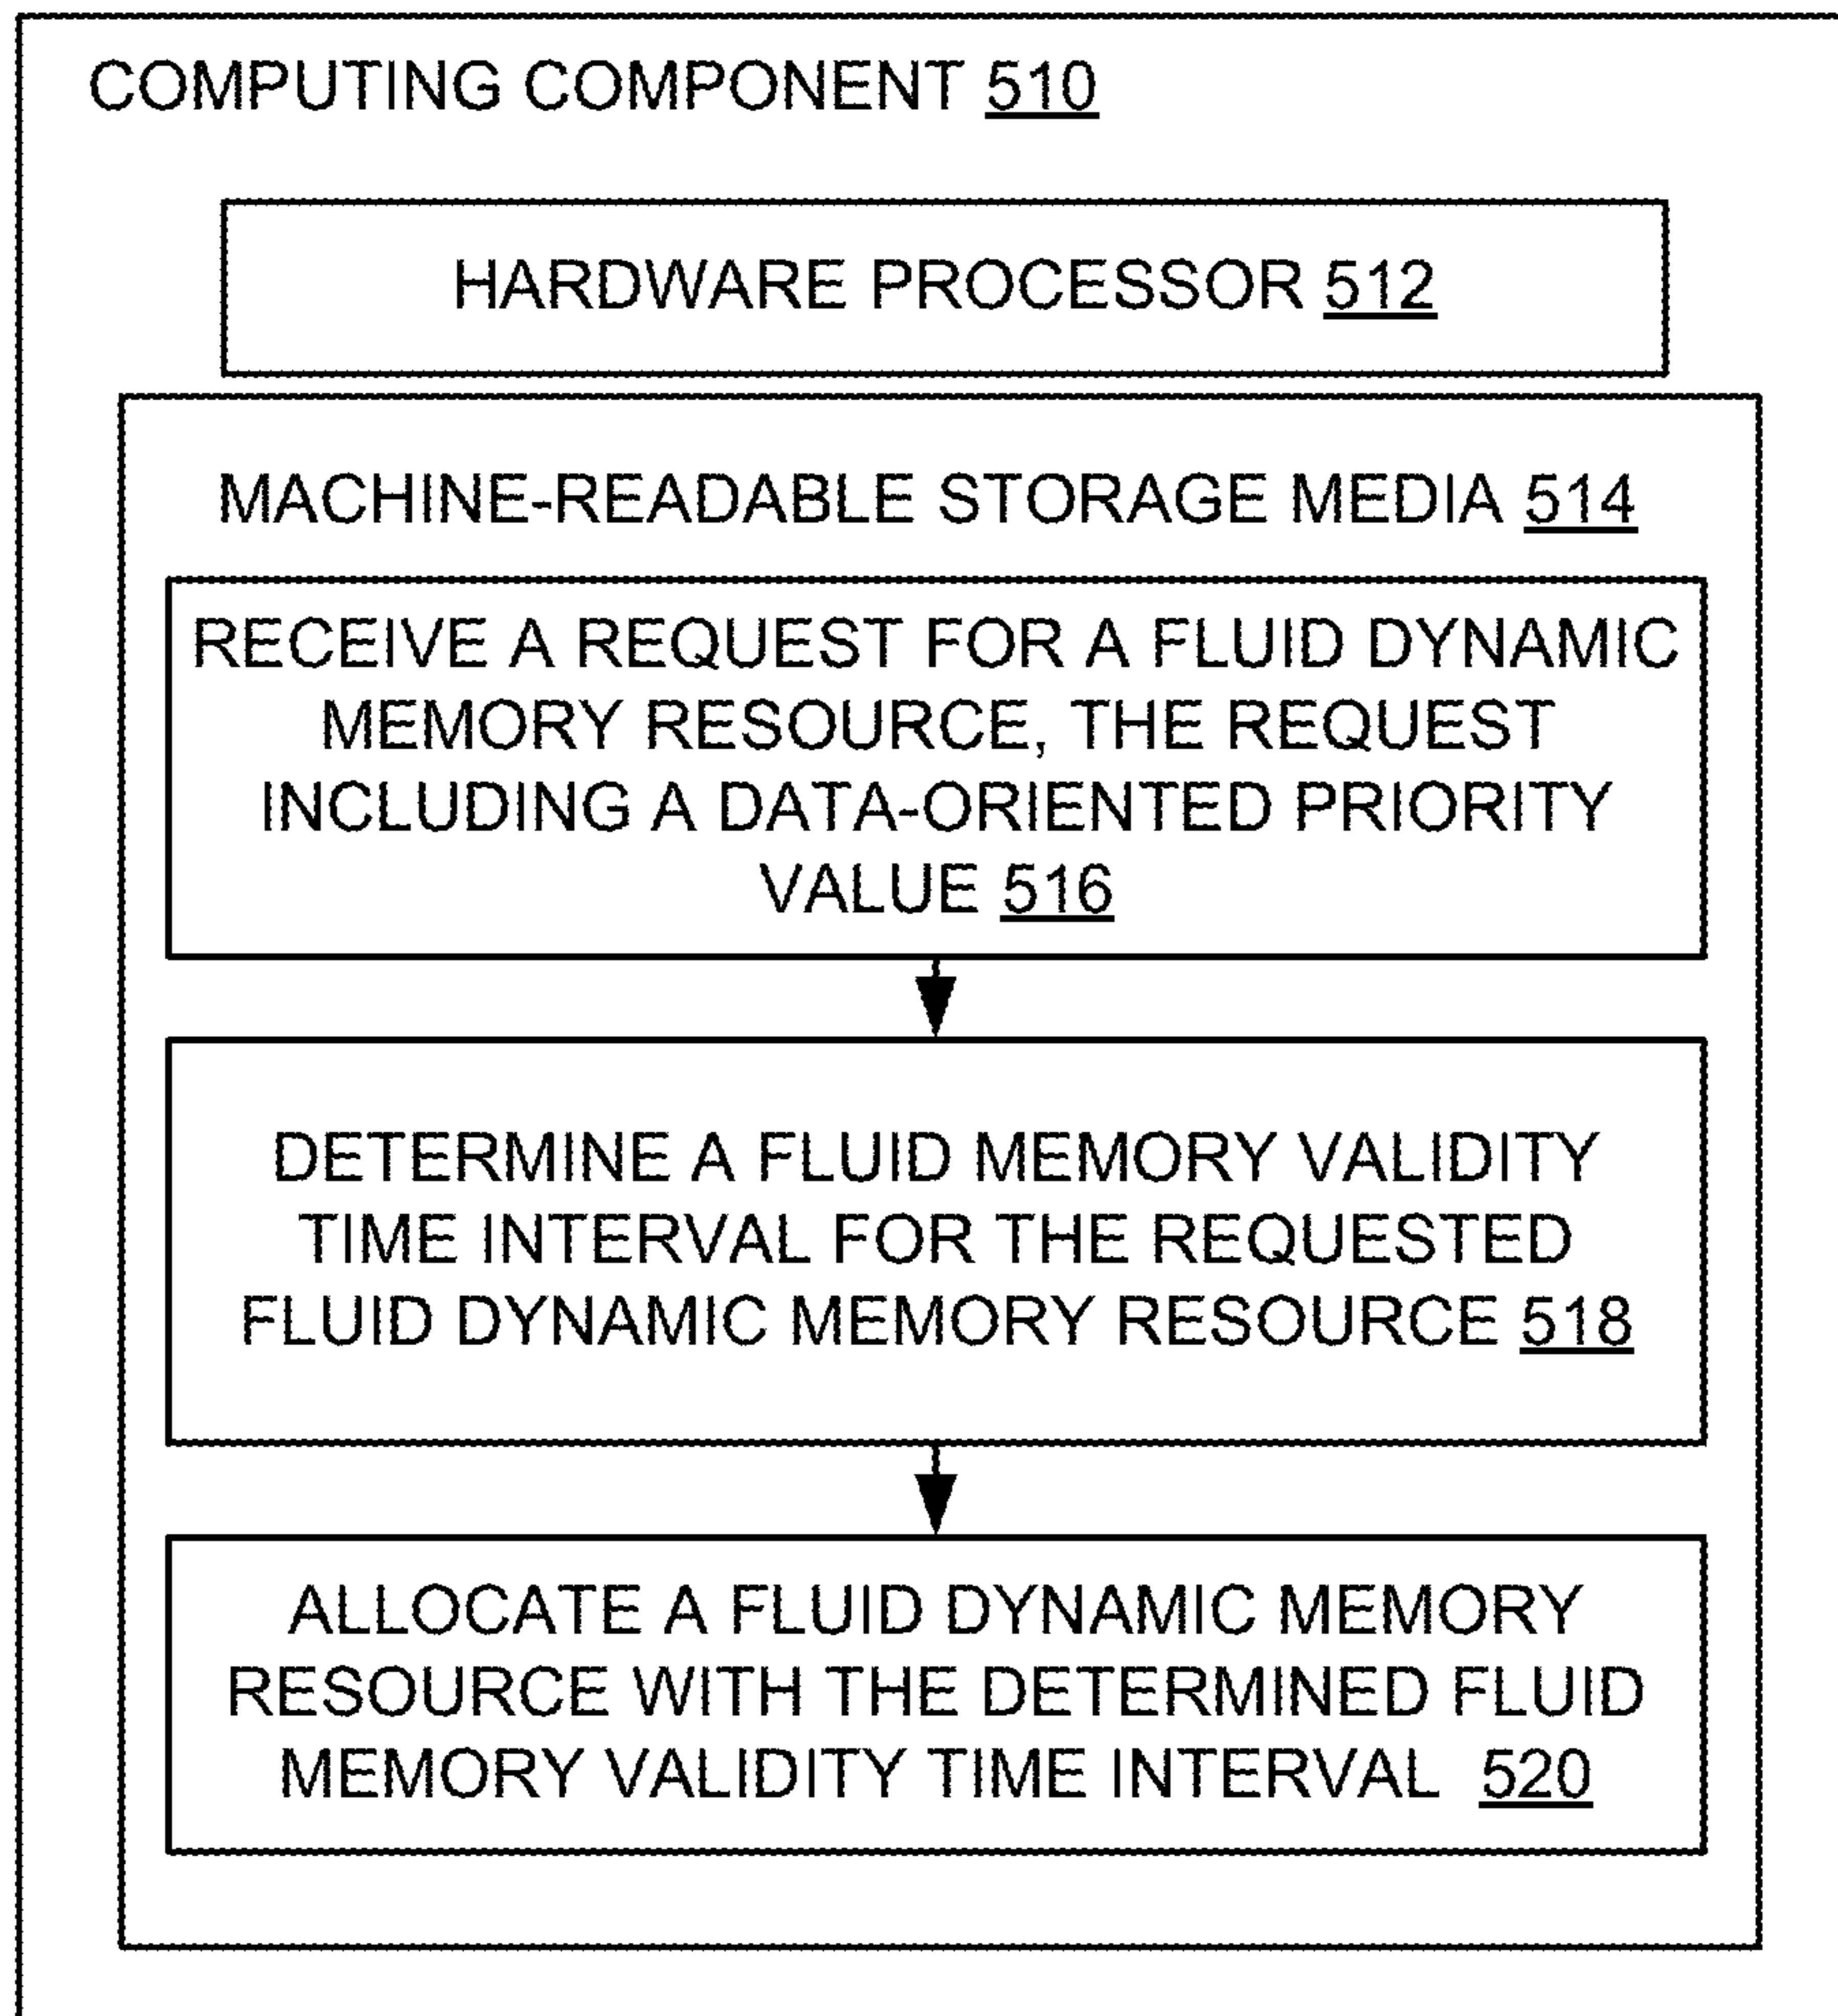 COMPUTING COMPONENT 510
HARDWARE PROCESSOR 512
MACHINE-READABLE STORAGE MEDIA 514
RECEIVE A REQUEST FOR A FLUID DYNAMIC
MEMORY RESOURCE, THE REQUEST
INCLUDING A DATA-ORIENTED PRIORITY
VALUE 516
DETERMINE A FLUID MEMORY VALIDITY
TIME INTERVAL FOR THE REQUESTED
FLUID DYNAMIC MEMORY RESOURCE 518
ALLOCATE A FLUID DYNAMIC MEMORY
RESOURCE WITH THE DETERMINED FLUID
MEMORY VALIDITY TIME INTERVAL 520